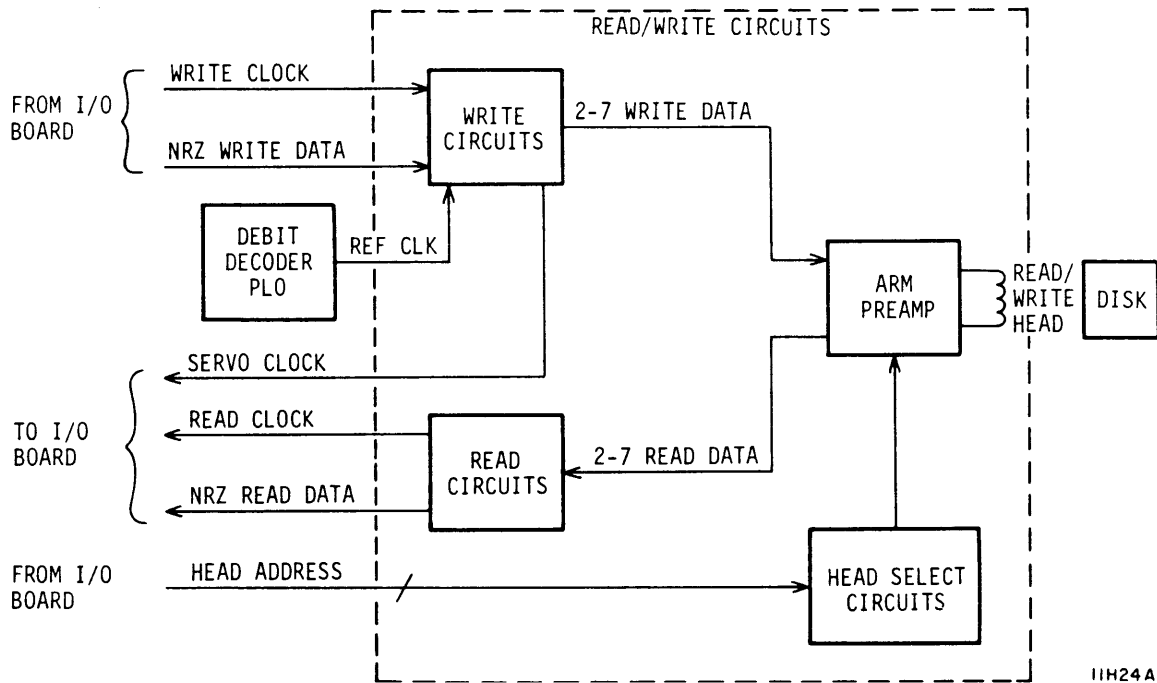 READ/WRITE CIRCUITS
WRITE CLOCK
FROM I/O
BOARD
WRITE
CIRCUITS
2-7 WRITE DATA
NRZ WRITE DATA
DEBIT
DECODER
PLO
REF CLK
ARM
PREAMP
READ/
WRITE
HEAD
DISK
SERVO CLOCK
TO I/O
BOARD
READ CLOCK
READ
CIRCUITS
2-7 READ DATA
NRZ READ DATA
FROM I/O
BOARD
HEAD ADDRESS
HEAD SELECT
CIRCUITS
11H24A